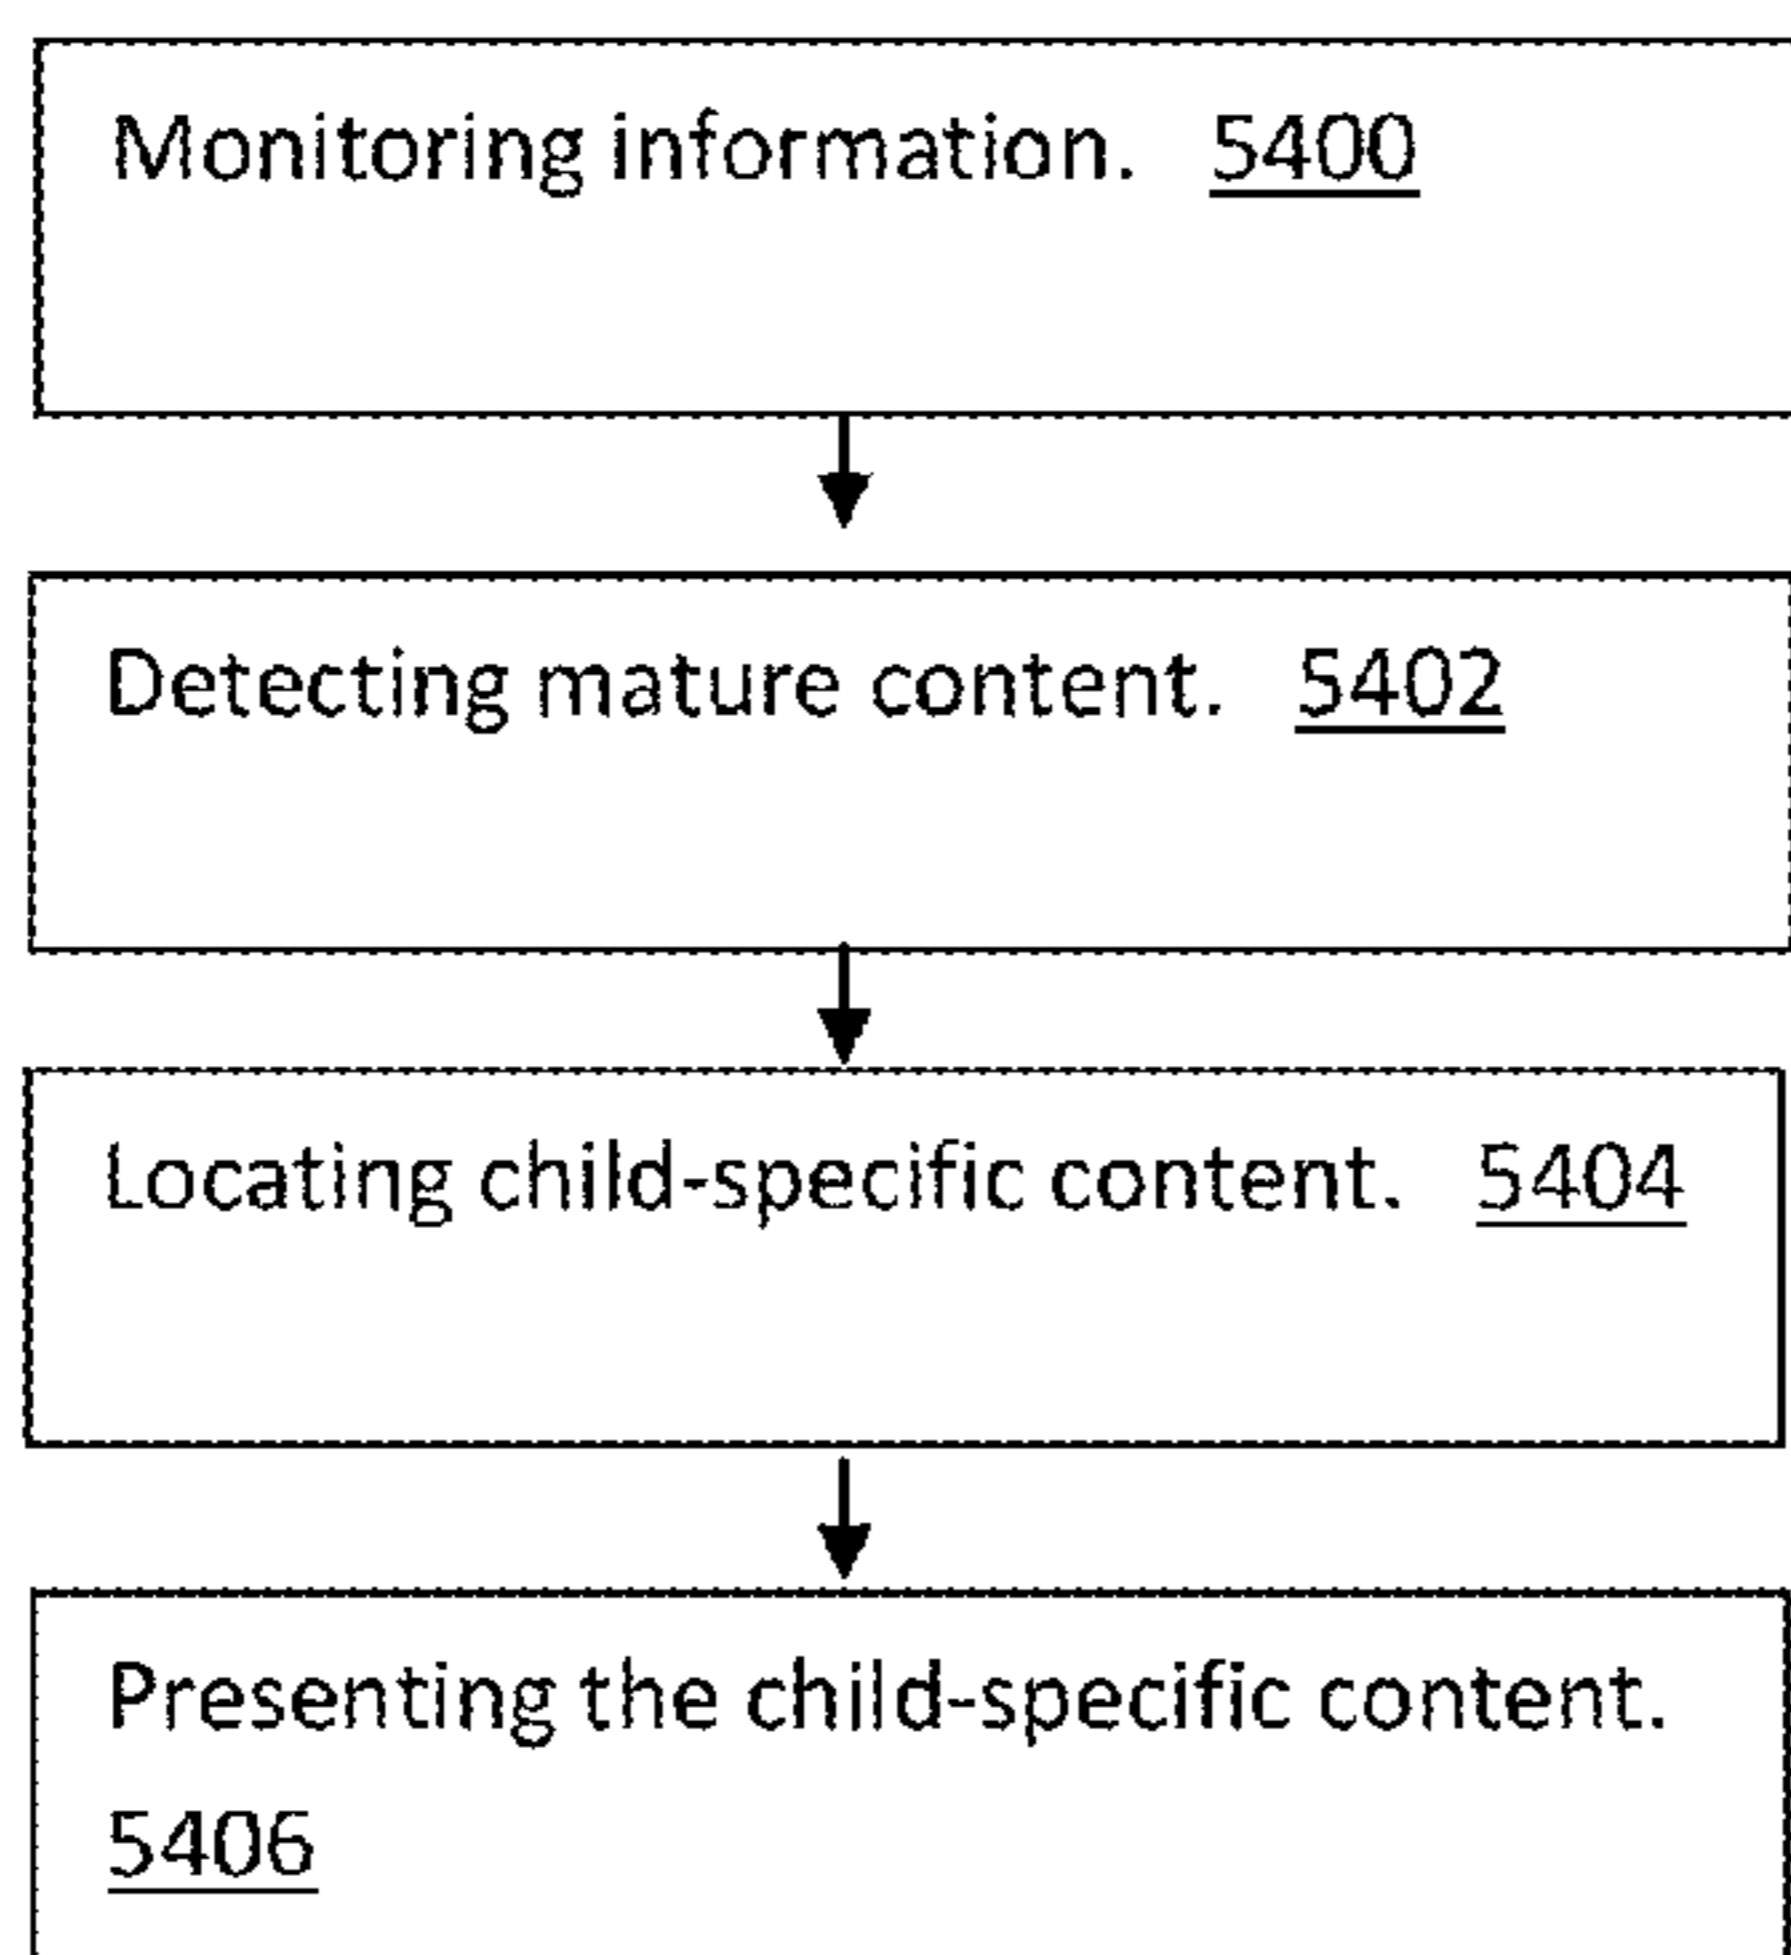 Monitoring information. 5400
Detecting mature content. 5402
Locating child-specific content. 5404
Presenting the child-specific content.
5406